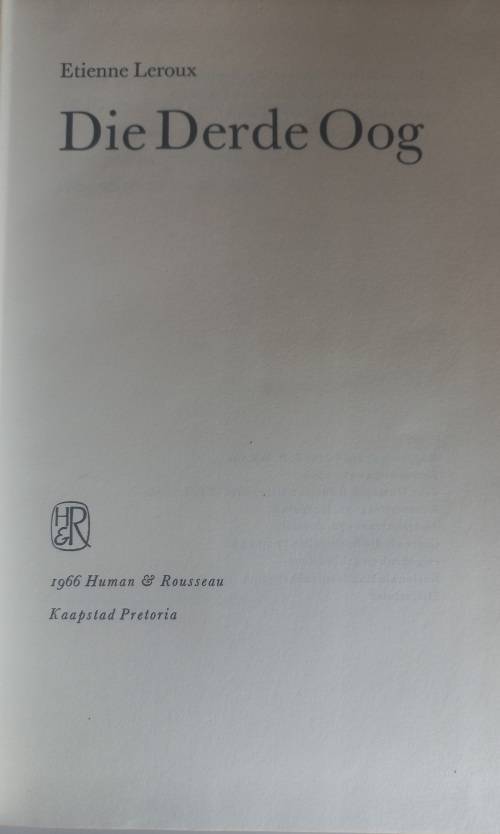 Etienne Leroux
Die Derde Oog
H&R
1966 Human & Rousseau
Kaapstad Pretoria